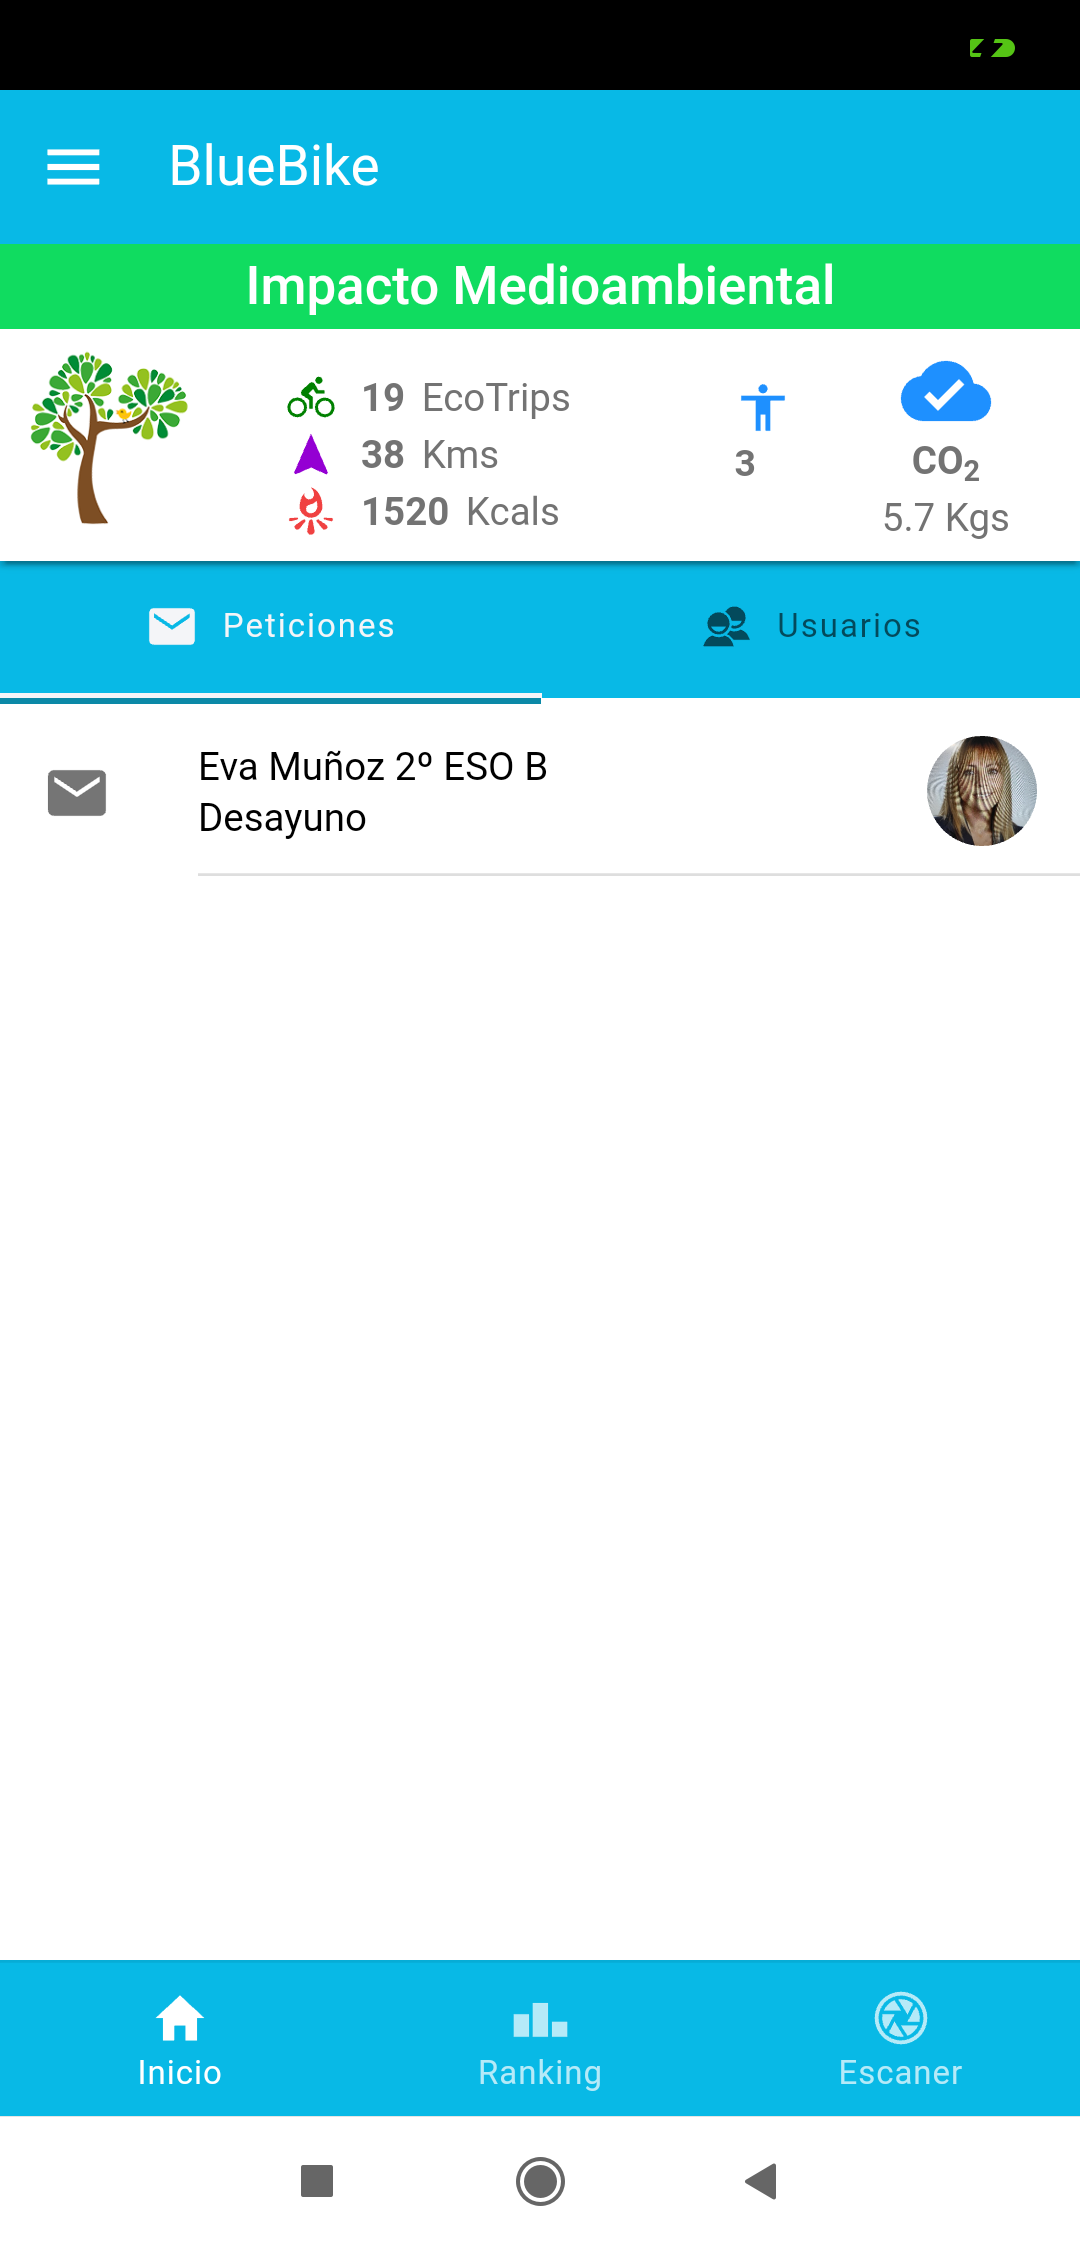 BlueBike
Impacto Medioambiental
19 EcoTrips
38 Kms
1520 Kcals
3
CO₂
5.7 Kgs
Peticiones
Usuarios
Eva Muñoz 2º ESO B
Desayuno
Inicio
Ranking
Escaner